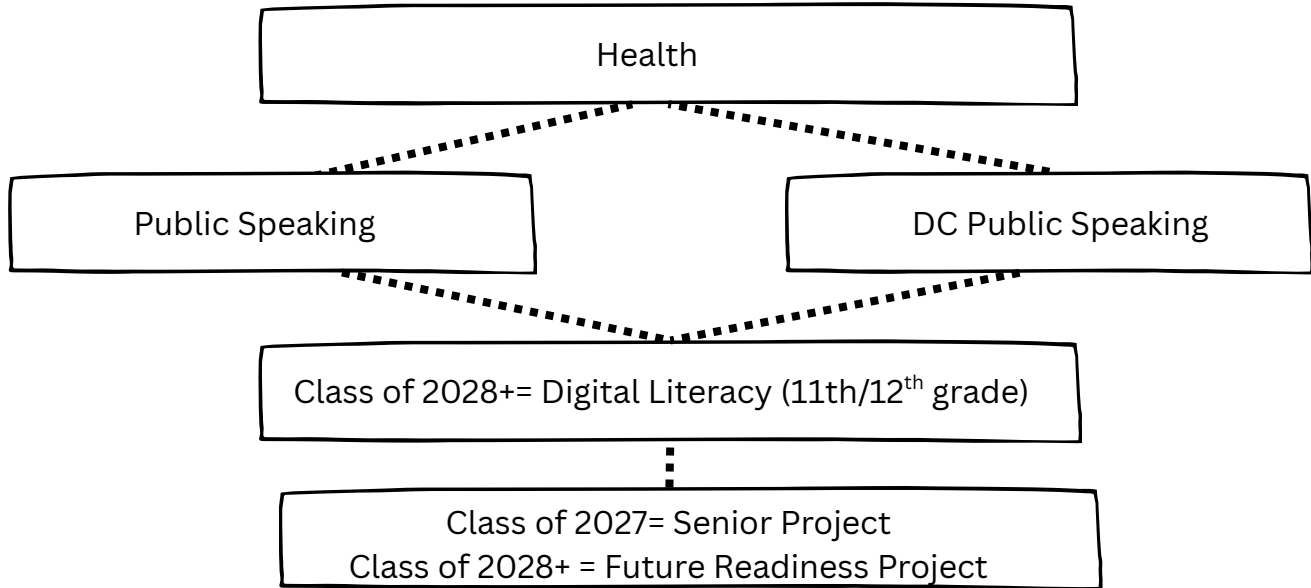 Health
Public Speaking
DC Public Speaking
Class of 2028+= Digital Literacy (11th/12th grade)
Class of 2027= Senior Project
Class of 2028+ = Future Readiness Project